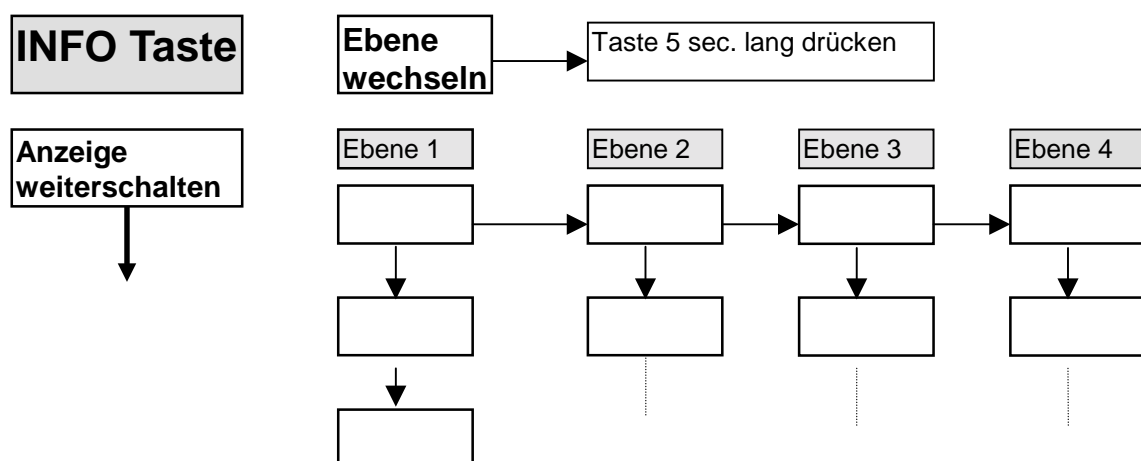 INFO Taste
Ebene
wechseln
Taste 5 sec. lang drücken
Anzeige
weiterschalten
Ebene 1
Ebene 2
Ebene 3
Ebene 4